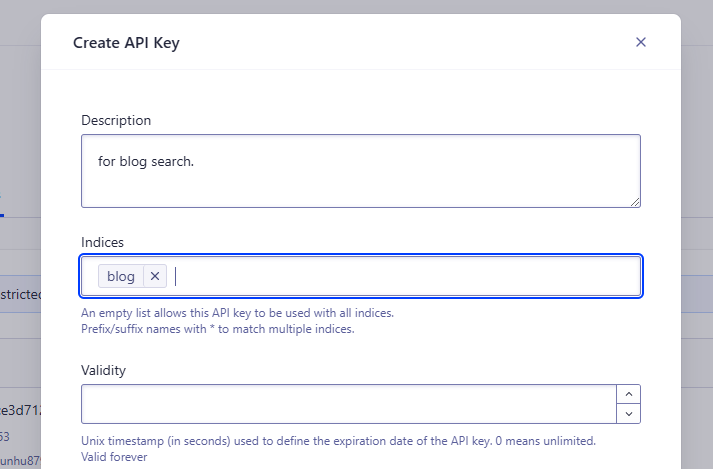 Create API Key
Description
for blog search.
Indices
blog
An empty list allows this API key to be used with all indices.
Prefix/suffix names with * to match multiple indices.
stricted
Validity
e3d712
53
unhu879
Unix timestamp (in seconds) used to define the expiration date of the API key. 0 means unlimited.
Valid forever